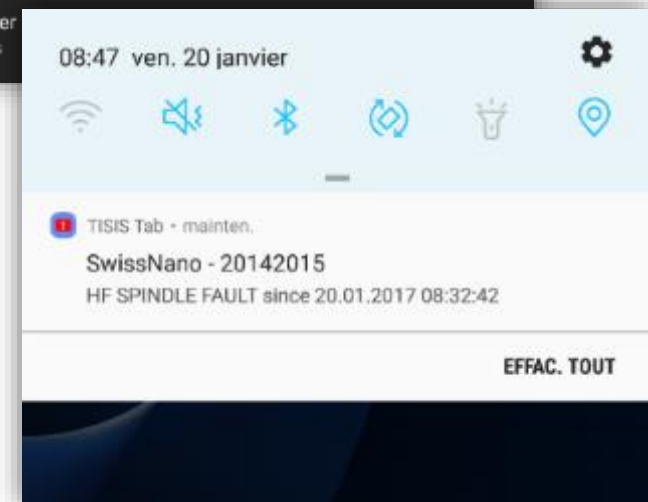 er
s
08:47 ven. 20 janvier
TISIS Tab • mainten.
SwissNano - 20142015
HF SPINDLE FAULT since 20.01.2017 08:32:42
EFFAC. TOUT